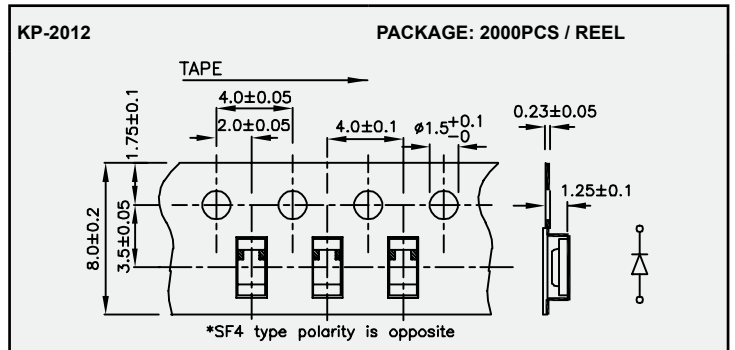 KP-2012 PACKAGE: 2000PCS / REEL
TAPE
4.0±0.05
2.0±0.05
4.0±0.1
ø1.5+0.1
-0
0.23±0.05
1.75±0.1
1.25±0.1
8.0±0.2
3.5±0.05
*SF4 type polarity is opposite